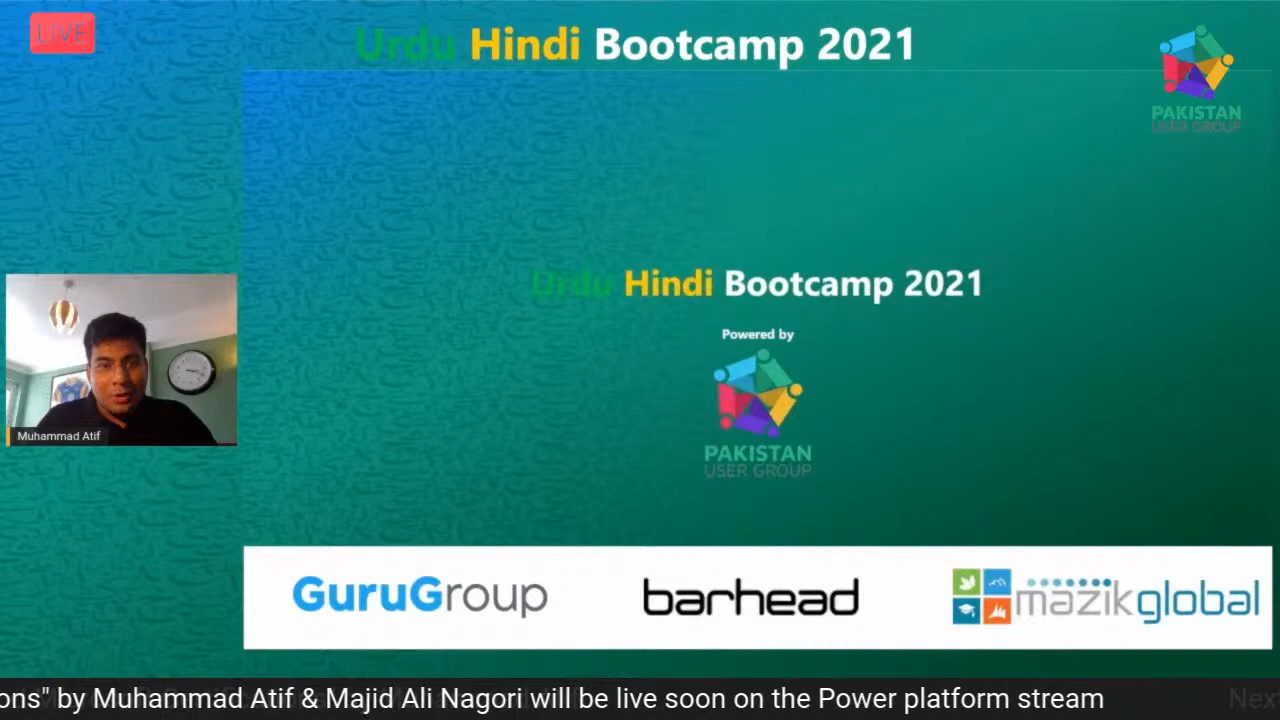 LIVE
Urdu Hindi Bootcamp 2021
PAKISTAN
USER GROUP
Urdu Hindi Bootcamp 2021
Powered by
PAKISTAN
USER GROUP
Muhammad Atif
GuruGroup
barhead
mazikglobal
ons" by Muhammad Atif & Majid Ali Nagori will be live soon on the Power platform stream